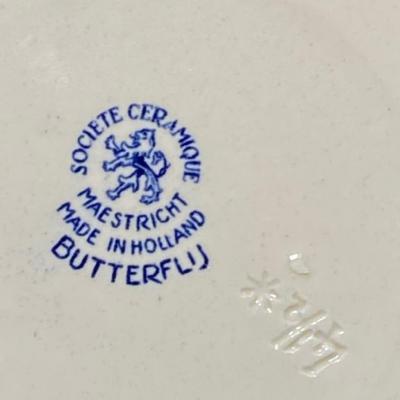 SOCIETE CERAMIQUE
MAESTRICHT
MADE IN HOLLAND
BUTTERFLIJ